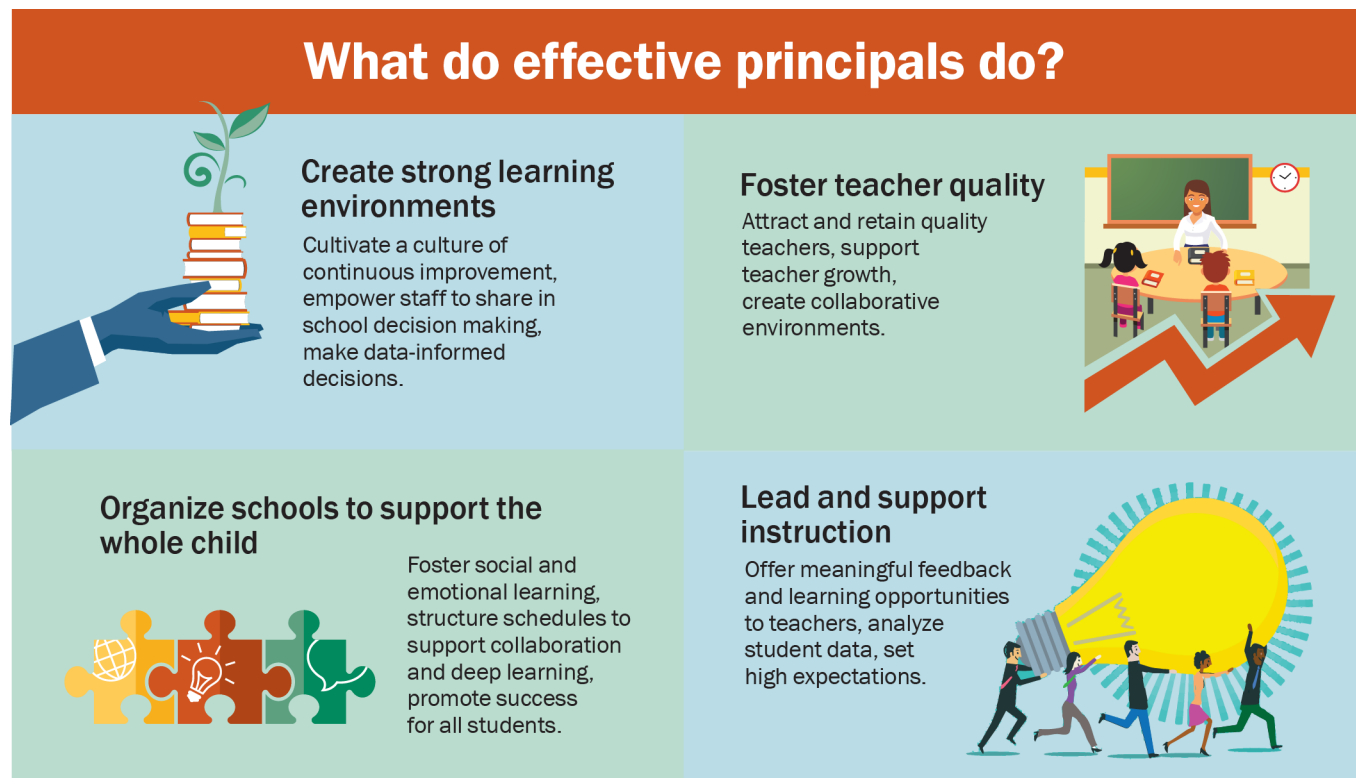 What do effective principals do?
Create strong learning
environments
Cultivate a culture of
continuous improvement,
empower staff to share in
school decision making,
make data-informed
decisions.
Foster teacher quality
Attract and retain quality
teachers, support
teacher growth,
create collaborative
environments.
Organize schools to support the
whole child
Foster social and
emotional learning,
structure schedules to
support collaboration
and deep learning,
promote success
for all students.
Lead and support
instruction
Offer meaningful feedback
and learning opportunities
to teachers, analyze
student data, set
high expectations.